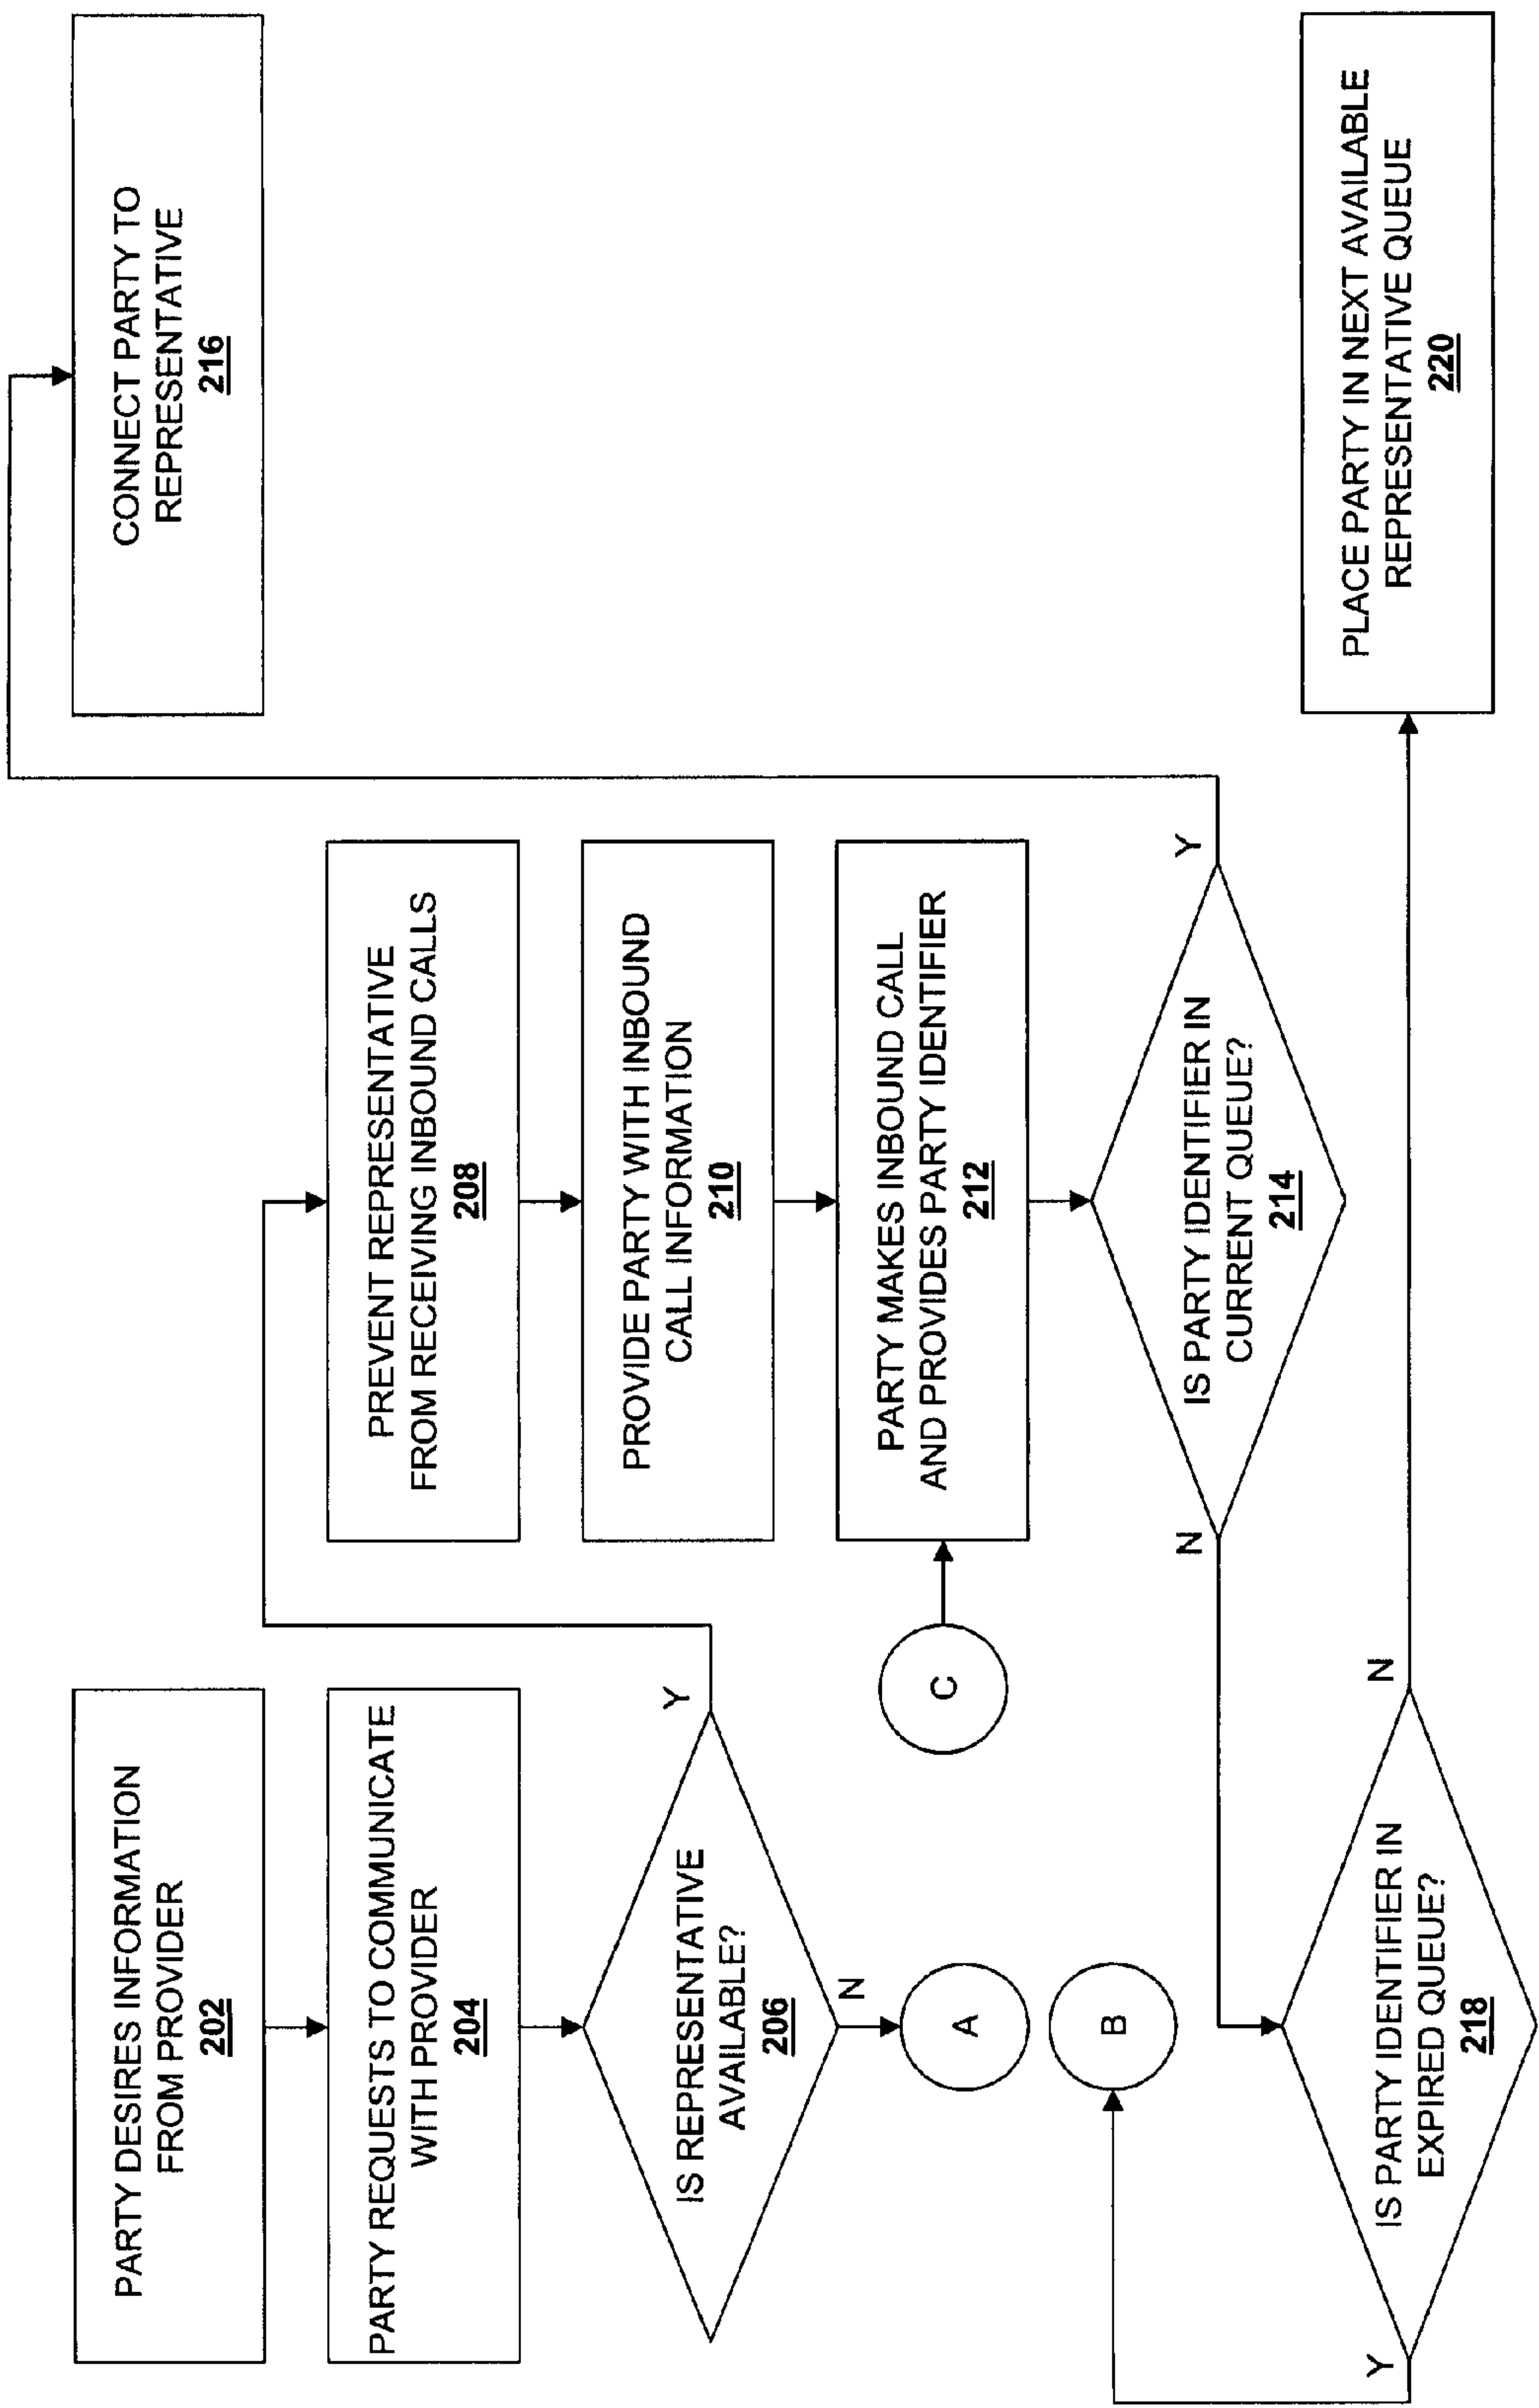 PARTY DESIRES INFORMATION
FROM PROVIDER
202
PARTY REQUESTS TO COMMUNICATE
WITH PROVIDER
204
IS REPRESENTATIVE
AVAILABLE?
206
Y
N
A
B
PREVENT REPRESENTATIVE
FROM RECEIVING INBOUND CALLS
208
PROVIDE PARTY WITH INBOUND
CALL INFORMATION
210
C
PARTY MAKES INBOUND CALL
AND PROVIDES PARTY IDENTIFIER
212
IS PARTY IDENTIFIER IN
CURRENT QUEUE?
214
N
Y
CONNECT PARTY TO
REPRESENTATIVE
216
IS PARTY IDENTIFIER IN
EXPIRED QUEUE?
218
Y
N
PLACE PARTY IN NEXT AVAILABLE
REPRESENTATIVE QUEUE
220